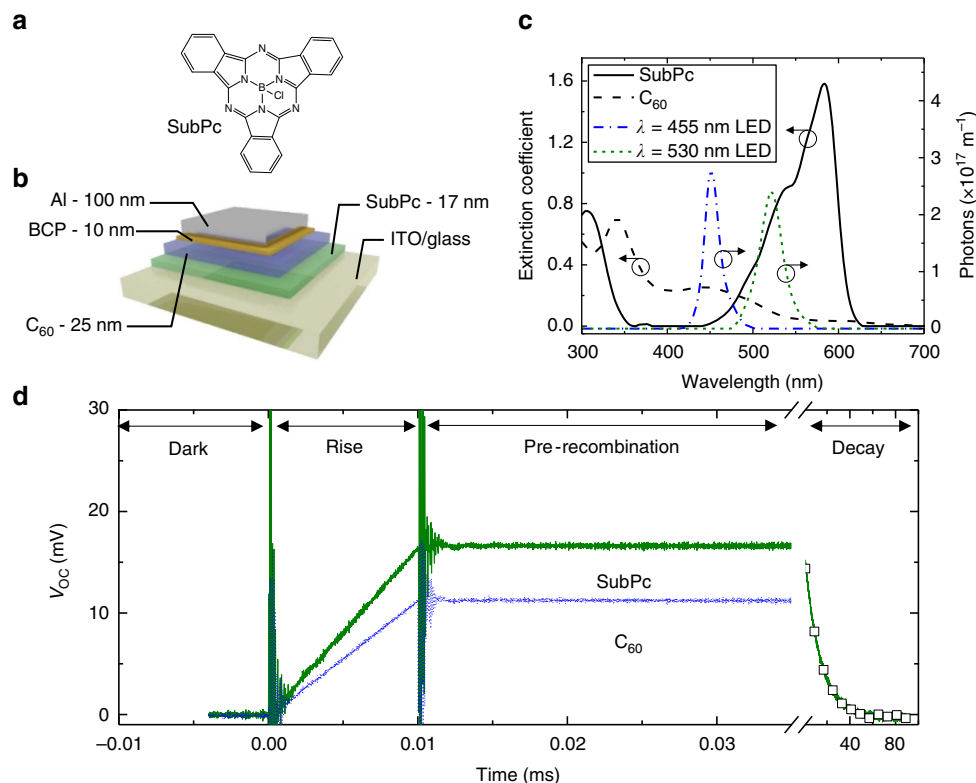 a
N
N
N
N
B
Cl
N
N
SubPc
b
Al - 100 nm
BCP - 10 nm
C60 - 25 nm
SubPc - 17 nm
ITO/glass
c
SubPc
C60
λ = 455 nm LED
λ = 530 nm LED
Extinction coefficient
1.6
1.2
0.8
0.4
0.0
Photons (×10¹⁷ m⁻¹)
4
3
2
1
0
300 400 500 600 700
Wavelength (nm)
d
30
20
10
0
VOC (mV)
Dark
Rise
Pre-recombination
Decay
SubPc
C60
−0.01 0.00 0.01 0.02 0.03 40 80
Time (ms)